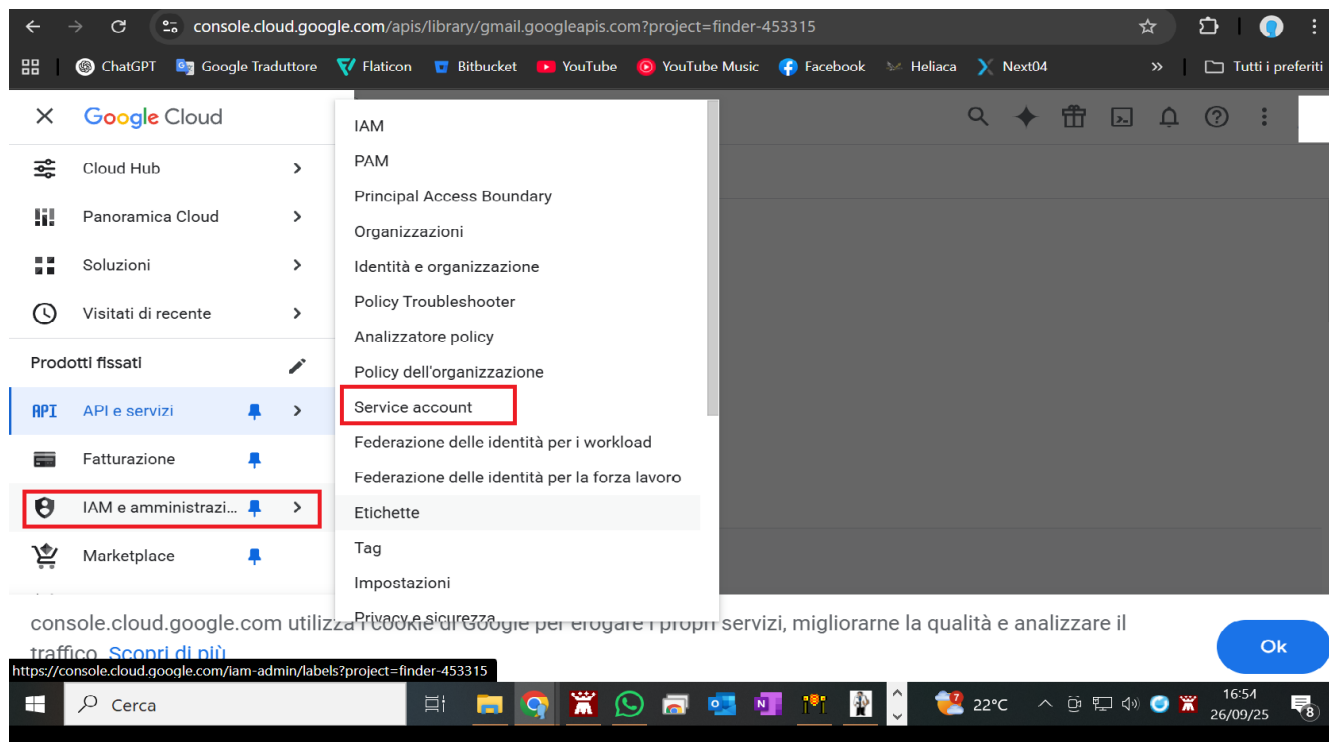 console.cloud.google.com/apis/library/gmail.googleapis.com?project=finder-453315
ChatGPT Google Traduttore Flaticon Bitbucket YouTube YouTube Music Facebook Heliaca Next04 » Tutti i preferiti
Google Cloud
Cloud Hub
Panoramica Cloud
Soluzioni
Visitati di recente
Prodotti fissati
API API e servizi
Fatturazione
IAM e amministrazi...
Marketplace
IAM
PAM
Principal Access Boundary
Organizzazioni
Identità e organizzazione
Policy Troubleshooter
Analizzatore policy
Policy dell'organizzazione
Service account
Federazione delle identità per i workload
Federazione delle identità per la forza lavoro
Etichette
Tag
Impostazioni
Privacy e sicurezza
console.cloud.google.com utilizza i cookie di Google per erogare i propri servizi, migliorarne la qualità e analizzare il
traffico. Scopri di più
Ok
https://console.cloud.google.com/iam-admin/labels?project=finder-453315
Cerca
22°C
16:54
26/09/25
8